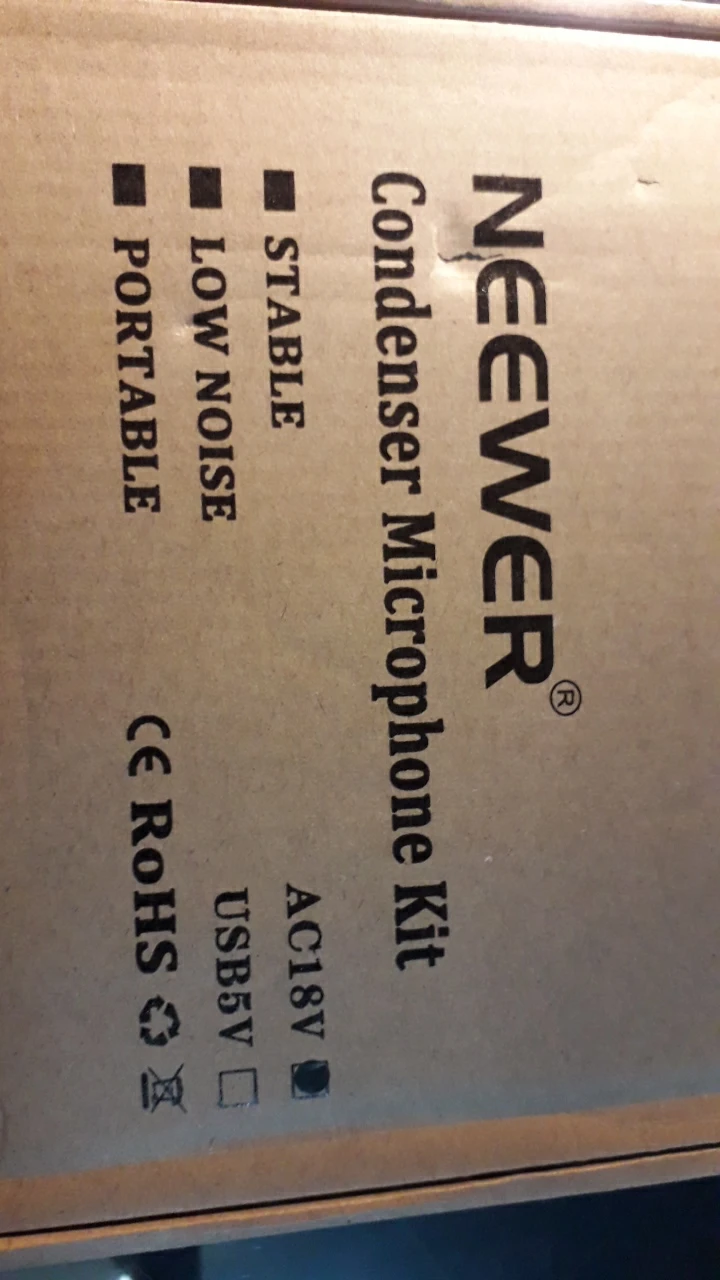 NEEWER®
Condenser Microphone Kit
STABLE
LOW NOISE
PORTABLE
AC18V
USB5V
CE RoHS